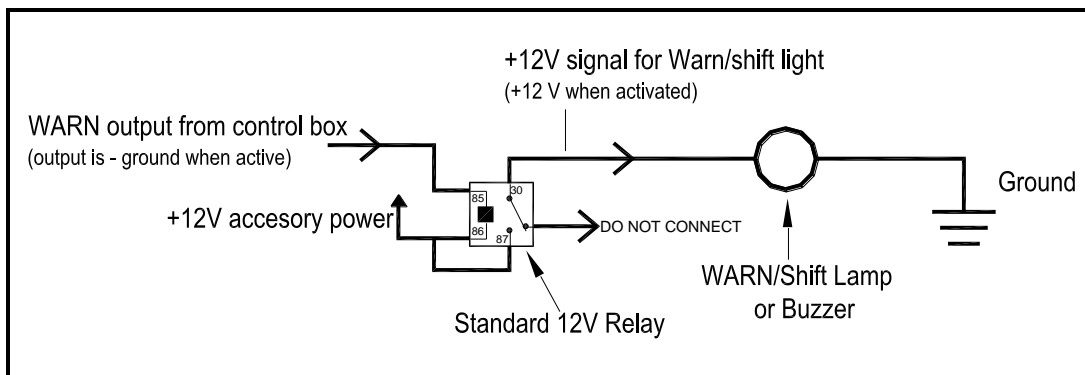 +12V signal for Warn/shift light
(+12 V when activated)
WARN output from control box
(output is - ground when active)
+12V accesory power
85
86
30
87
DO NOT CONNECT
Ground
WARN/Shift Lamp
or Buzzer
Standard 12V Relay